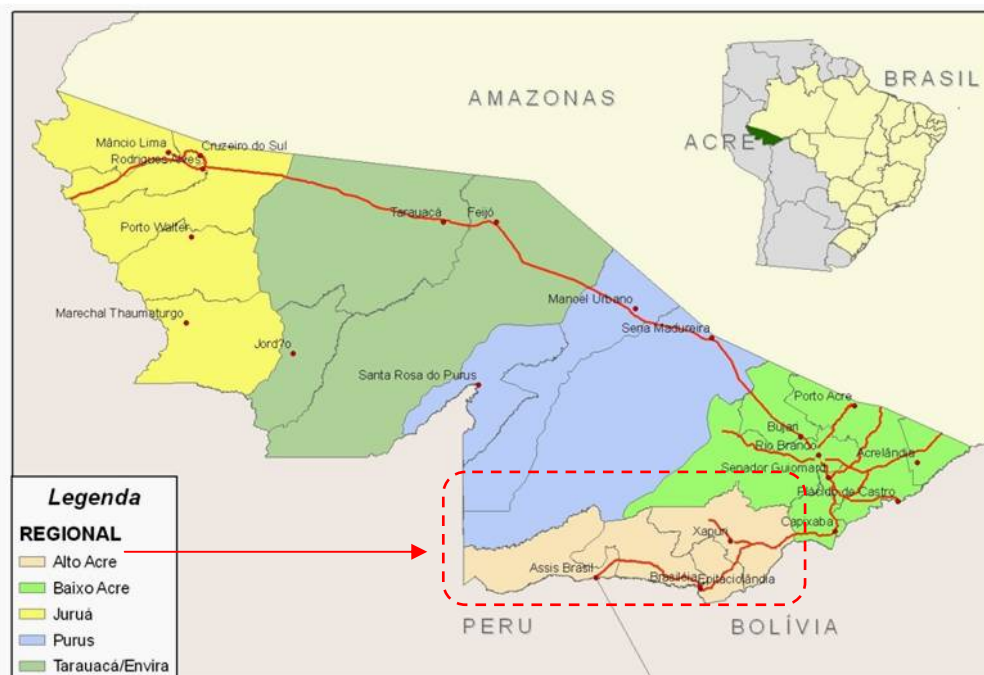 AMAZONAS
BRASIL
ACRE
Mâncio Lima
Cruzeiro do Sul
Rodrigues Alves
Tarauacá
Feijó
Porto Walter
Marechal Thaumaturgo
Jord?o
Manoel Urbano
Sena Madureira
Santa Rosa do Purus
Porto Acre
Bujari
Rio Branco
Acrelândia
Senador Guiomard
Plácido de Castro
Capixaba
Xapuri
Assis Brasil
Brasiléia
Epitaciolândia
PERU
BOLÍVIA
Legenda
REGIONAL
Alto Acre
Baixo Acre
Juruá
Purus
Tarauacá/Envira